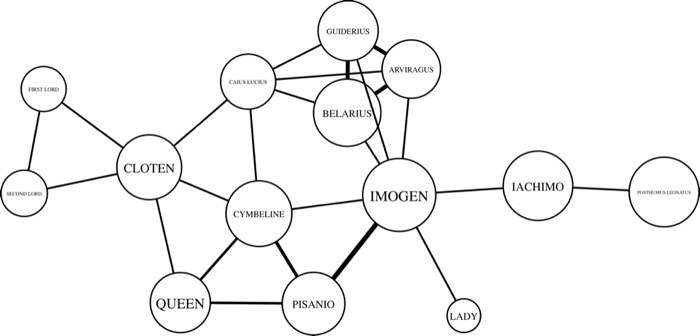 GUIDERIUS
CAIUS LUCIUS
ARVIRAGUS
FIRST LORD
BELARIUS
CLOTEN
SECOND LORD
IMOGEN
IACHIMO
POSTHUMUS LEONATUS
CYMBELINE
QUEEN
PISANIO
LADY